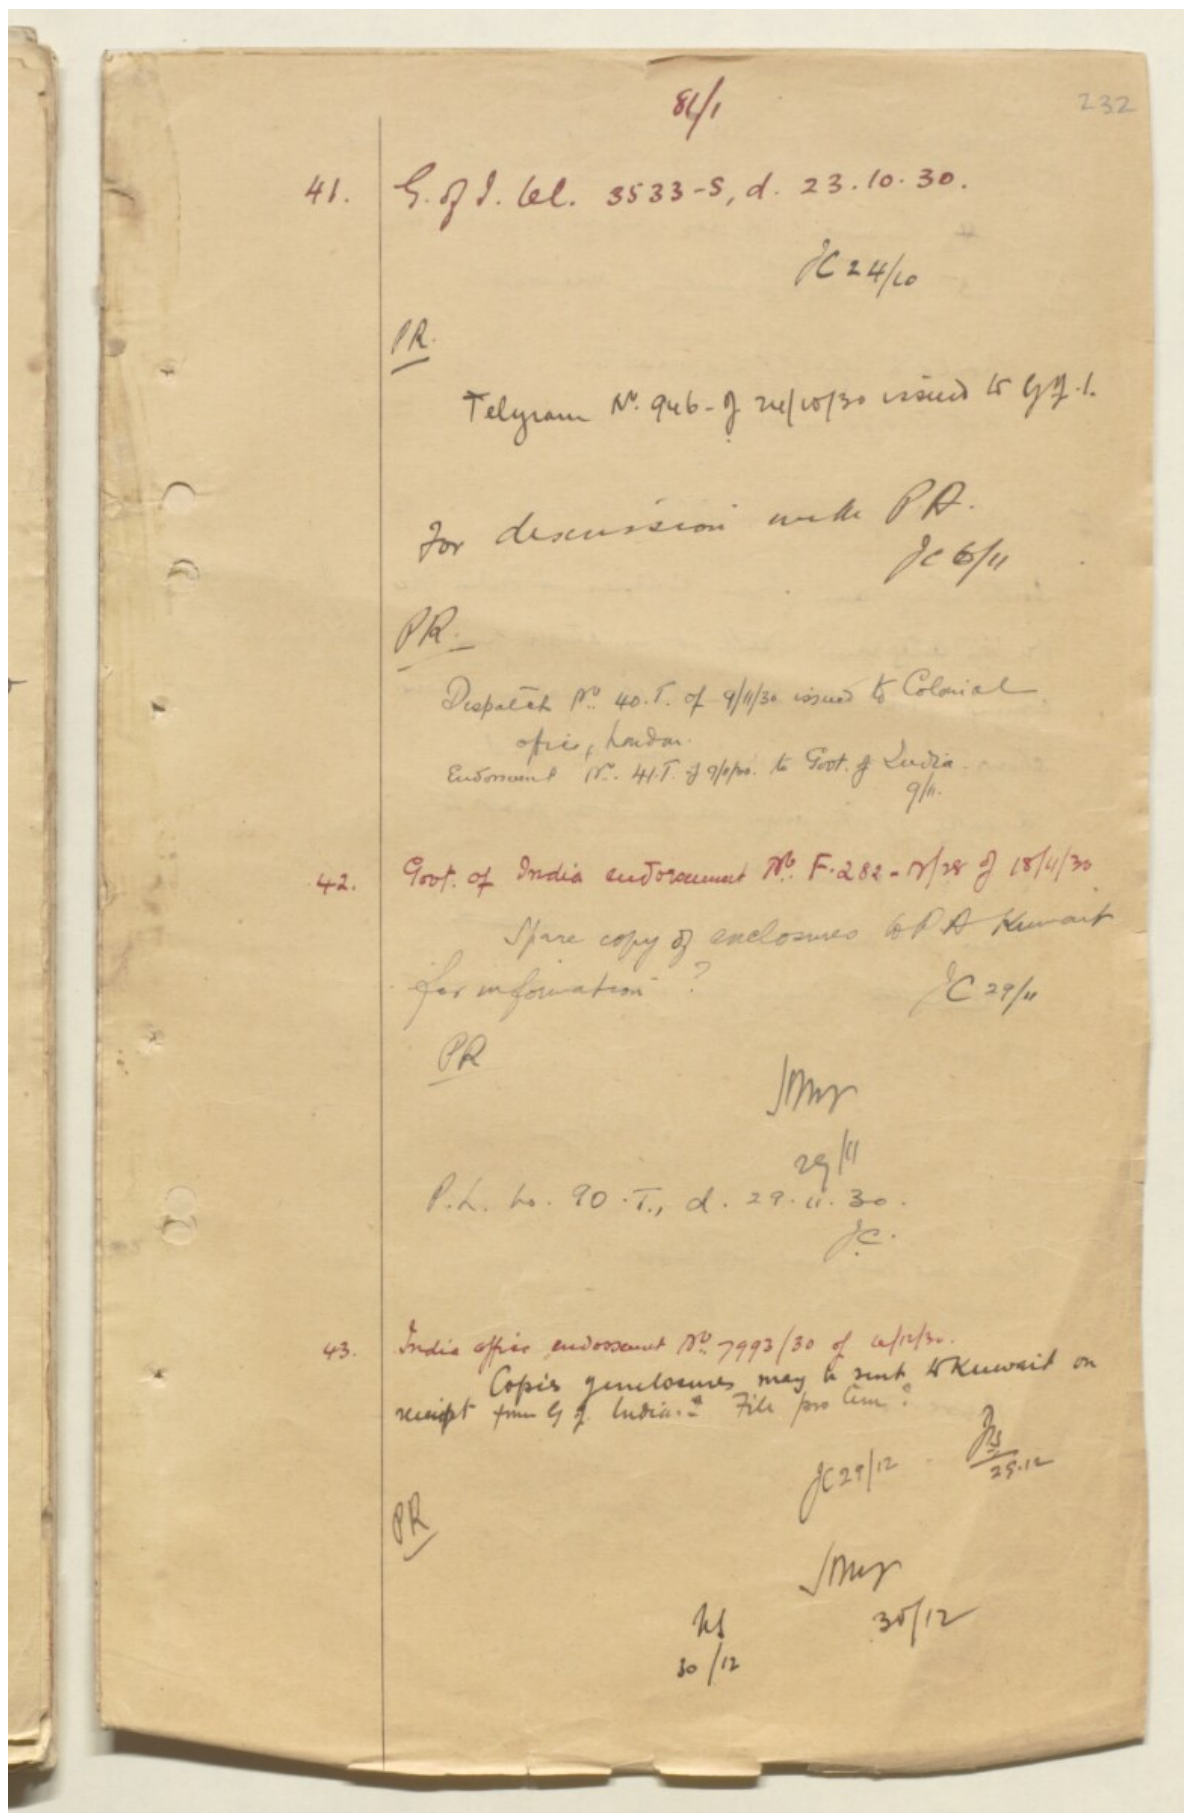 81/1
232
41. G. of I. tel. 3533-S, d. 23.10.30.
JC 24/10
PR.
Telegram No. 946 of 24/10/30 issued to G of I.
For discussion with PA.
JC 6/11
PR.
Dispatch No. 40.T. of 9/11/30 issued to Colonial
office, London.
Endorsement No. 41.T. of 9/11/30. to Govt. of India.
9/11.
42. Govt. of India endorsement No. F.282-N/28 of 18/11/30
Spare copy of enclosures to PA Kuwait
for information?
JC 29/11
PR
29/11
P.L. no. 90.T., d. 29.11.30.
JC.
43. India office endorsement No. 7993/30 of 4/12/30.
Copies of enclosures may be sent to Kuwait on
receipt from G of India. File pro tem?
JC 29/12
29.12
PR
30/12
30/12